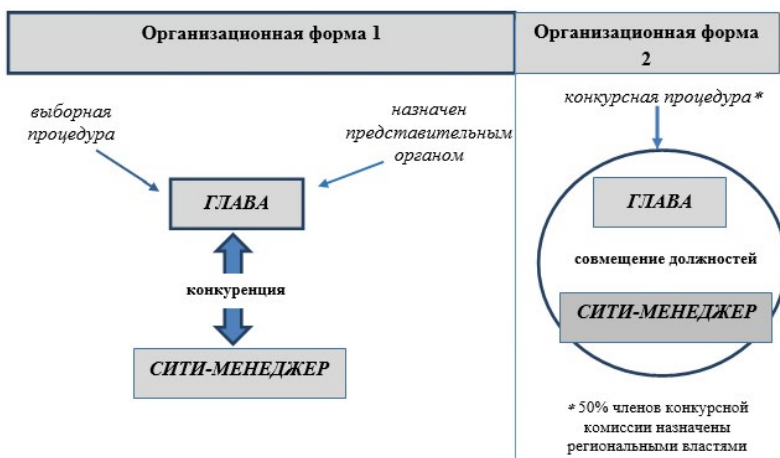 Организационная форма 1
выборная
процедура
назначен
представительным
органом
ГЛАВА
конкуренция
СИТИ-МЕНЕДЖЕР
Организационная форма
2
конкурсная процедура*
ГЛАВА
совмещение должностей
СИТИ-МЕНЕДЖЕР
* 50% членов конкурсной
комиссии назначены
региональными властями